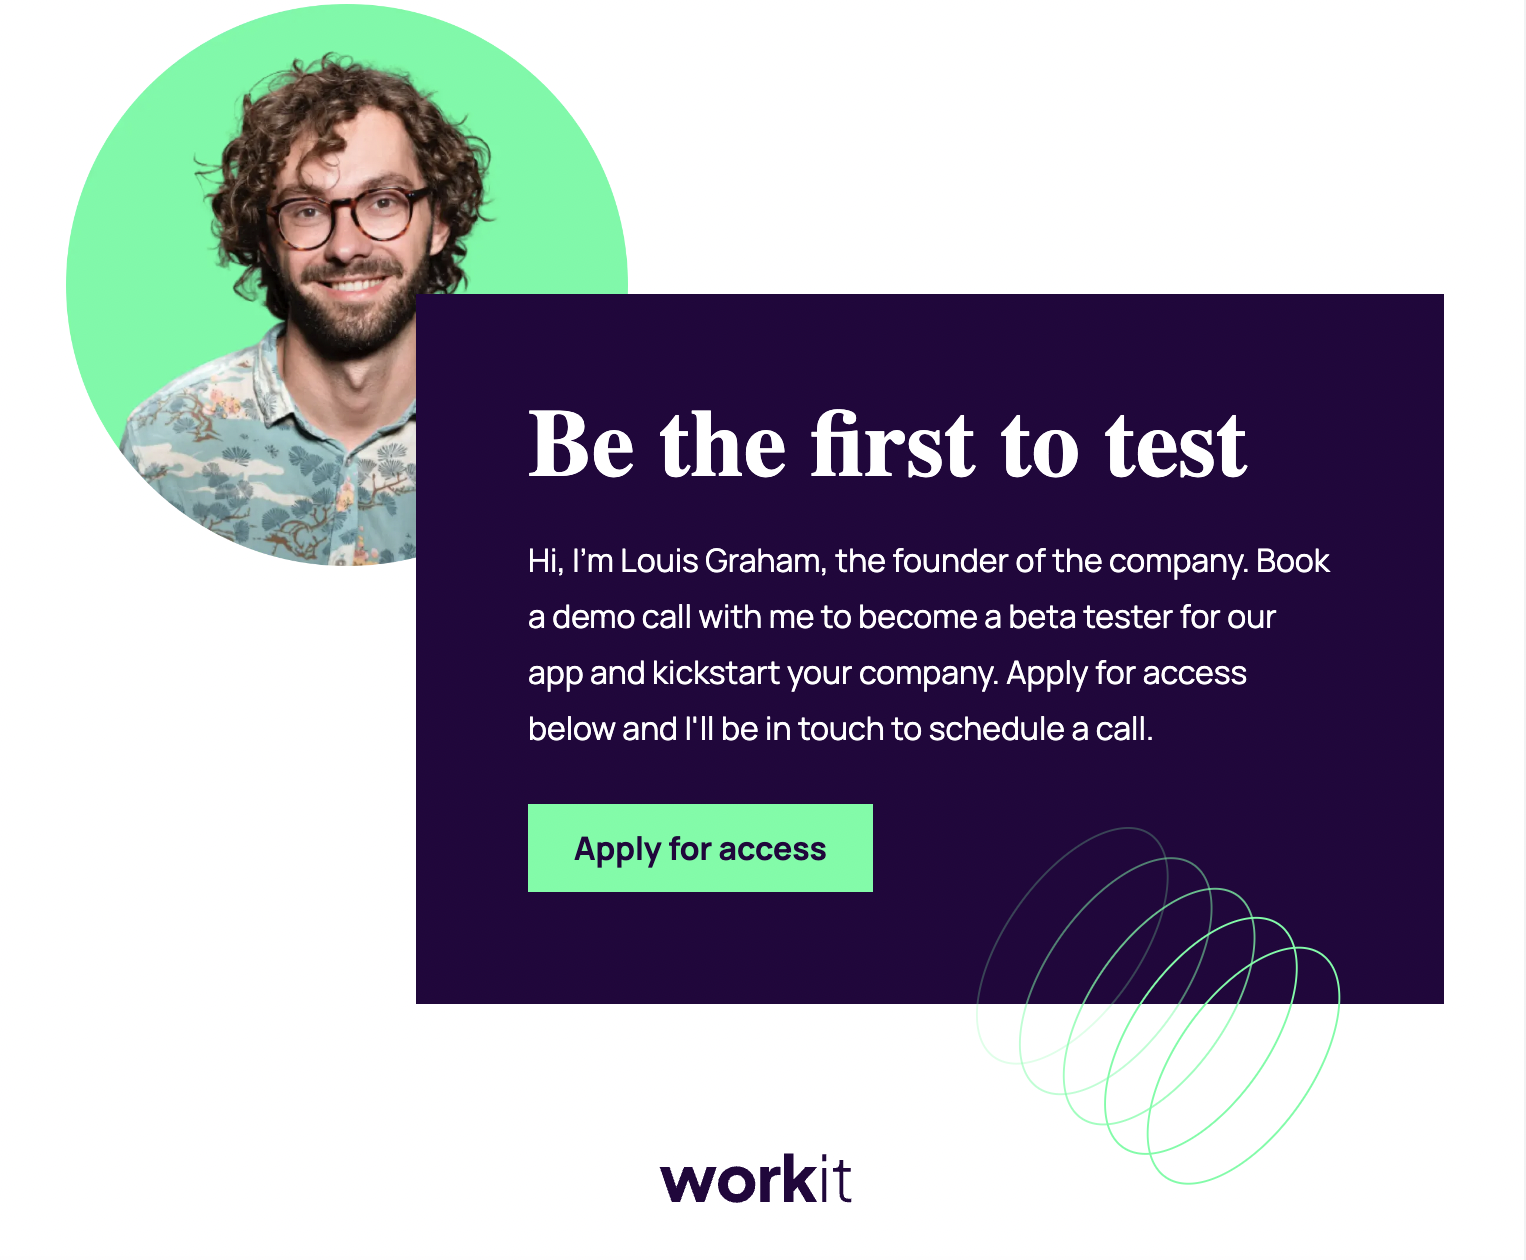 Be the first to test
Hi, I’m Louis Graham, the founder of the company. Book
a demo call with me to become a beta tester for our
app and kickstart your company. Apply for access
below and I'll be in touch to schedule a call.
Apply for access
workit